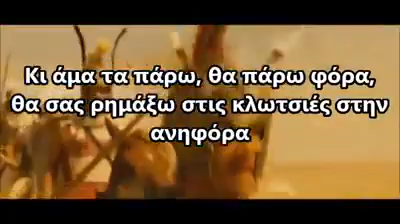 Κι άμα τα πάρω, θα πάρω φόρα,
θα σας ρημάξω στις κλωτσιές στην
ανηφόρα